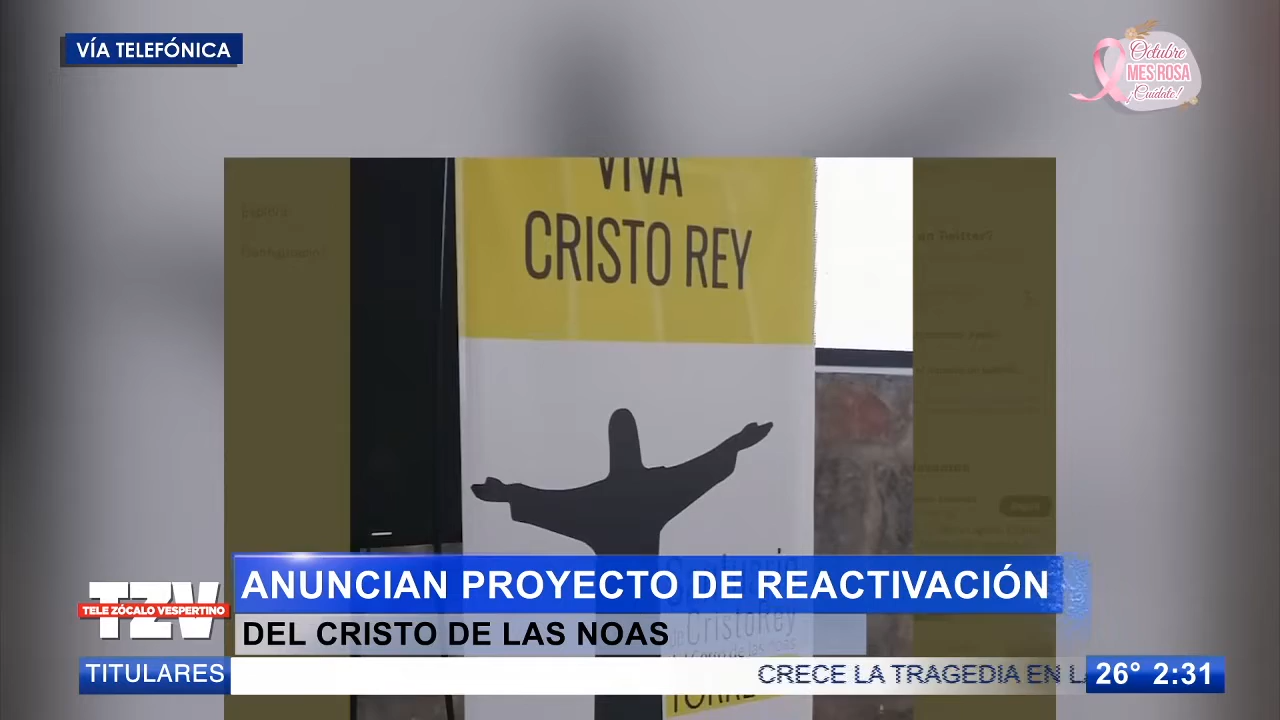 VÍA TELEFÓNICA
Octubre
MES ROSA
¡Cuídate!
VIVA
CRISTO REY
ANUNCIAN PROYECTO DE REACTIVACIÓN
TZV
TELE ZÓCALO VESPERTINO
DEL CRISTO DE LAS NOAS
TITULARES
CRECE LA TRAGEDIA EN L
26° 2:31